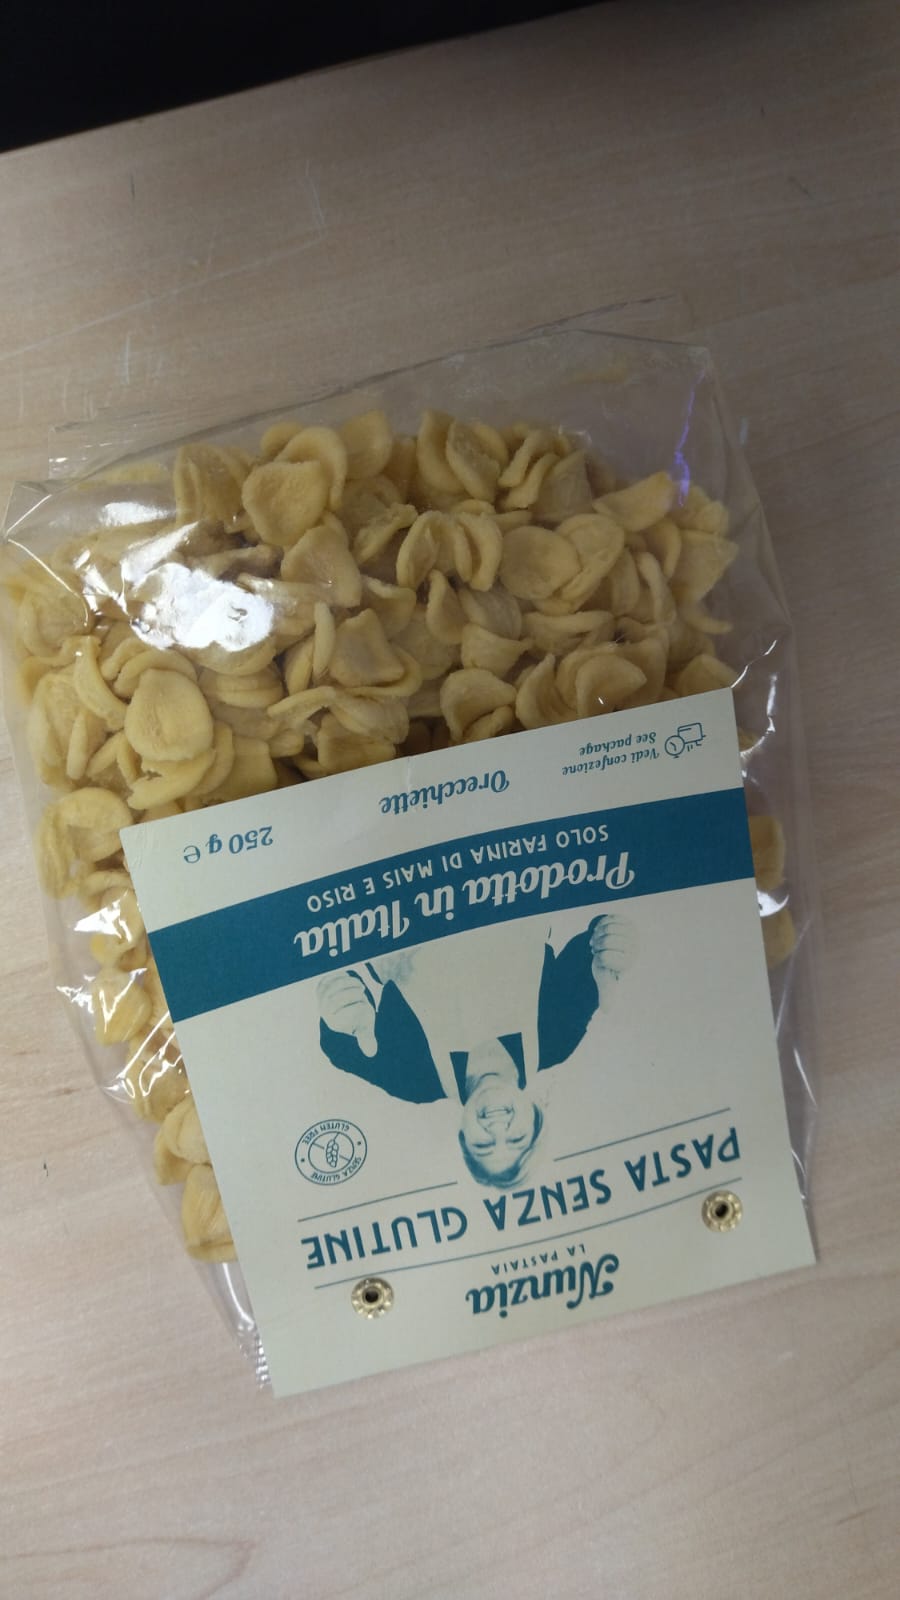 Nunzia
LA PASTAIA
PASTA SENZA GLUTINE
SENZA GLUTINE
GLUTEN FREE
Prodotta in Italia
SOLO FARINA DI MAIS E RISO
Vedi confezione
See package
Orecchiette
250 g ℮